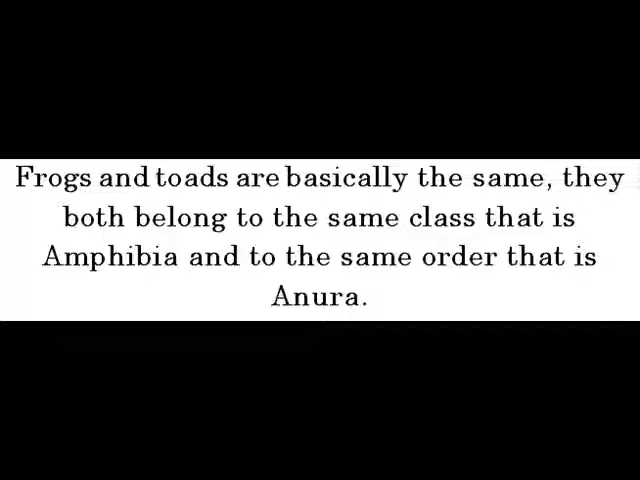 Frogs and toads are basically the same, they
both belong to the same class that is
Amphibia and to the same order that is
Anura.